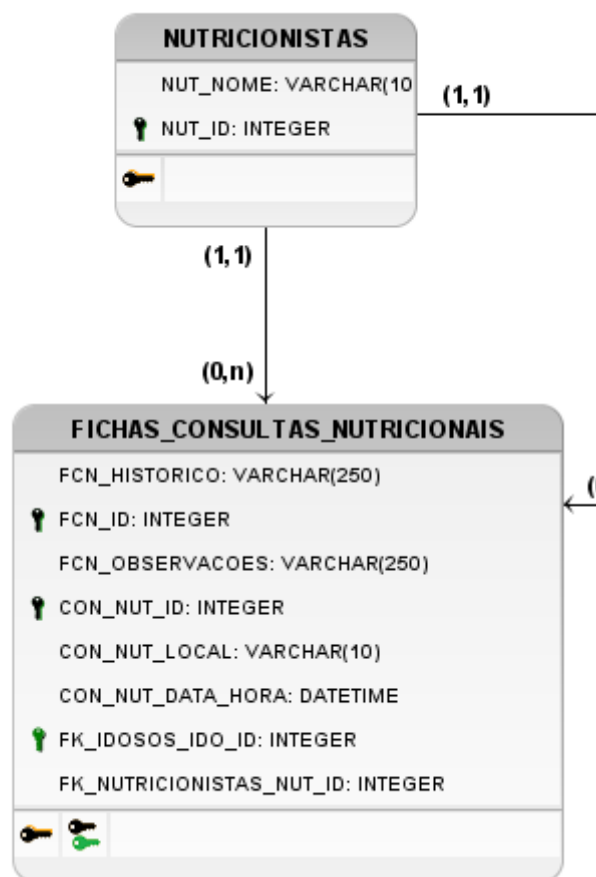 NUTRICIONISTAS
NUT_NOME: VARCHAR(10
(1,1)
NUT_ID: INTEGER
(1,1)
(0,n)
FICHAS_CONSULTAS_NUTRICIONAIS
FCN_HISTORICO: VARCHAR(250)
(
FCN_ID: INTEGER
FCN_OBSERVACOES: VARCHAR(250)
CON_NUT_ID: INTEGER
CON_NUT_LOCAL: VARCHAR(10)
CON_NUT_DATA_HORA: DATETIME
FK_IDOSOS_IDO_ID: INTEGER
FK_NUTRICIONISTAS_NUT_ID: INTEGER